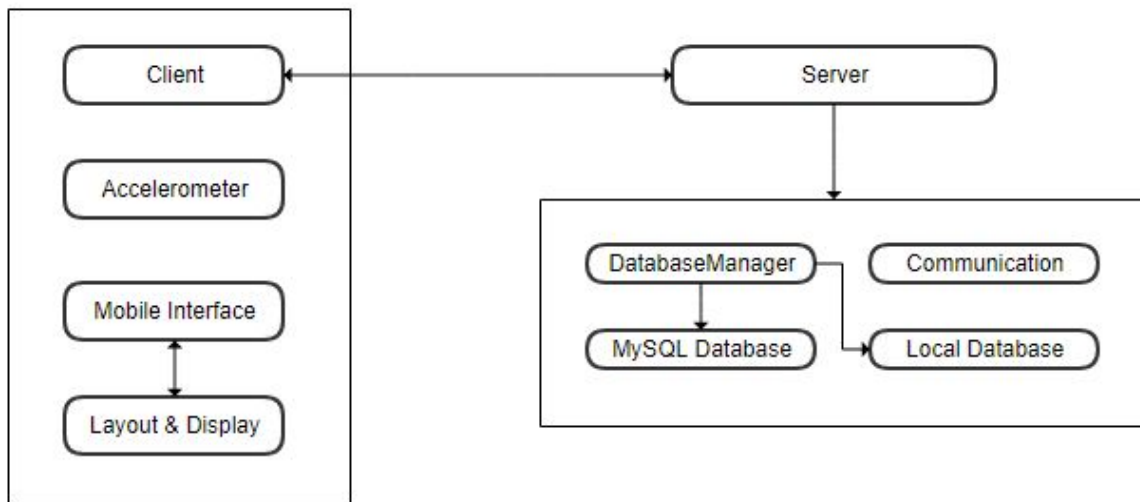 Client
Server
Accelerometer
DatabaseManager
Communication
Mobile Interface
MySQL Database
Local Database
Layout & Display